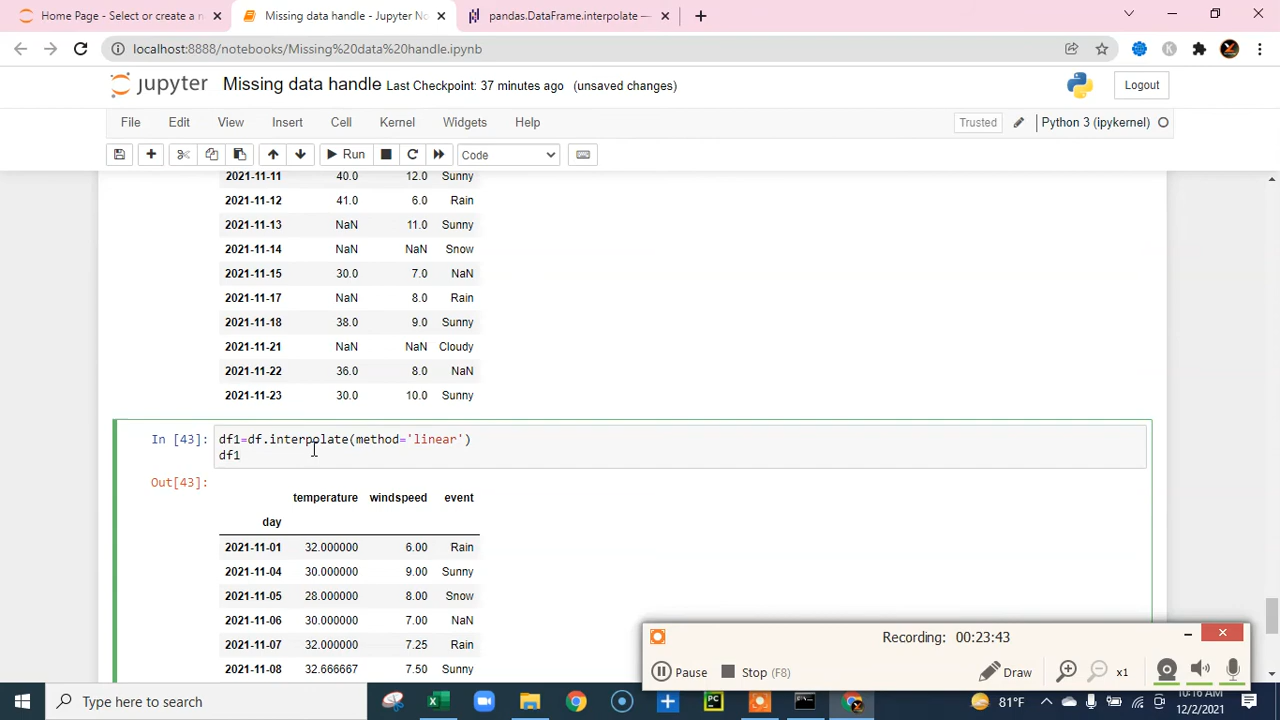 Home Page - Select or create a n
Missing data handle - Jupyter No
pandas.DataFrame.interpolate —
localhost:8888/notebooks/Missing%20data%20handle.ipynb
K
jupyter Missing data handle Last Checkpoint: 37 minutes ago (unsaved changes) Logout
File Edit View Insert Cell Kernel Widgets Help Trusted Python 3 (ipykernel)
Run Code
2021-11-11 40.0 12.0 Sunny
2021-11-12 41.0 6.0 Rain
2021-11-13 NaN 11.0 Sunny
2021-11-14 NaN NaN Snow
2021-11-15 30.0 7.0 NaN
2021-11-17 NaN 8.0 Rain
2021-11-18 38.0 9.0 Sunny
2021-11-21 NaN NaN Cloudy
2021-11-22 36.0 8.0 NaN
2021-11-23 30.0 10.0 Sunny
In [43]: df1=df.interpolate(method='linear')
df1
Out[43]:
temperature windspeed event
day
2021-11-01 32.000000 6.00 Rain
2021-11-04 30.000000 9.00 Sunny
2021-11-05 28.000000 8.00 Snow
2021-11-06 30.000000 7.00 NaN
2021-11-07 32.000000 7.25 Rain
2021-11-08 32.666667 7.50 Sunny
Recording: 00:23:43
Pause Stop (F8) Draw x1
Type here to search
PC
81°F
10:16 AM
12/2/2021